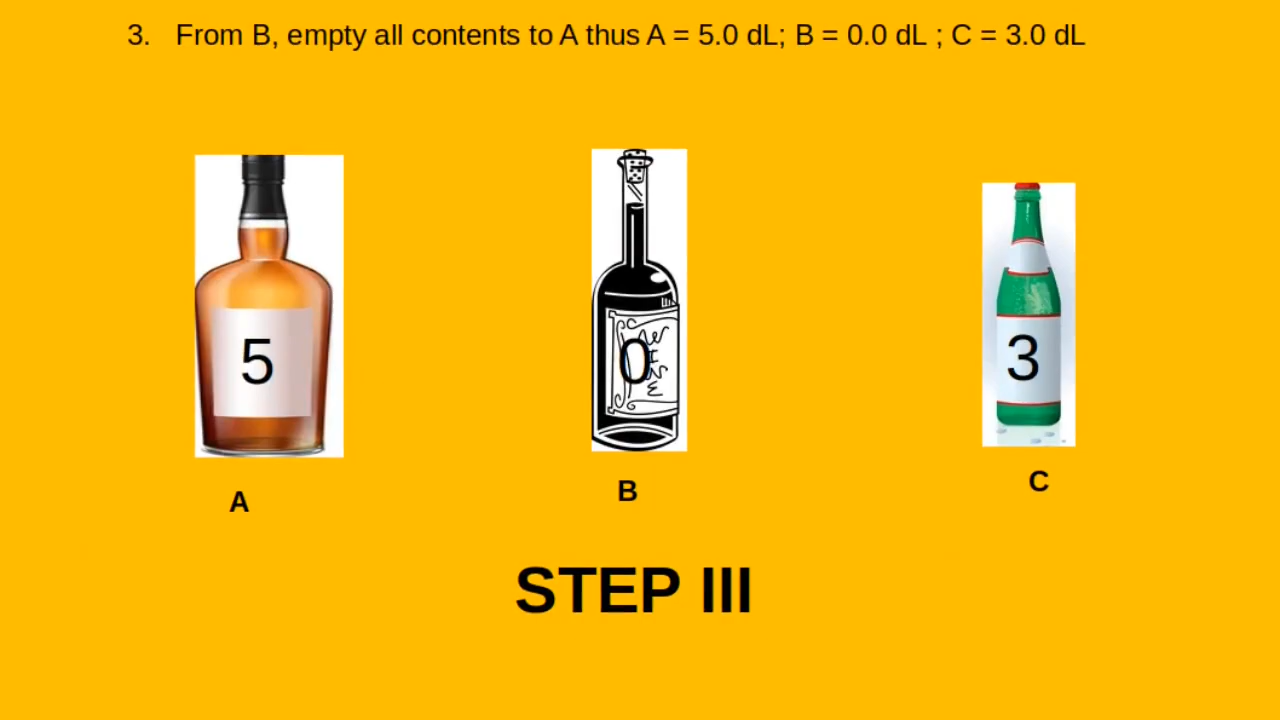 3. From B, empty all contents to A thus A = 5.0 dL; B = 0.0 dL ; C = 3.0 dL
5
0
3
A
B
C
STEP III